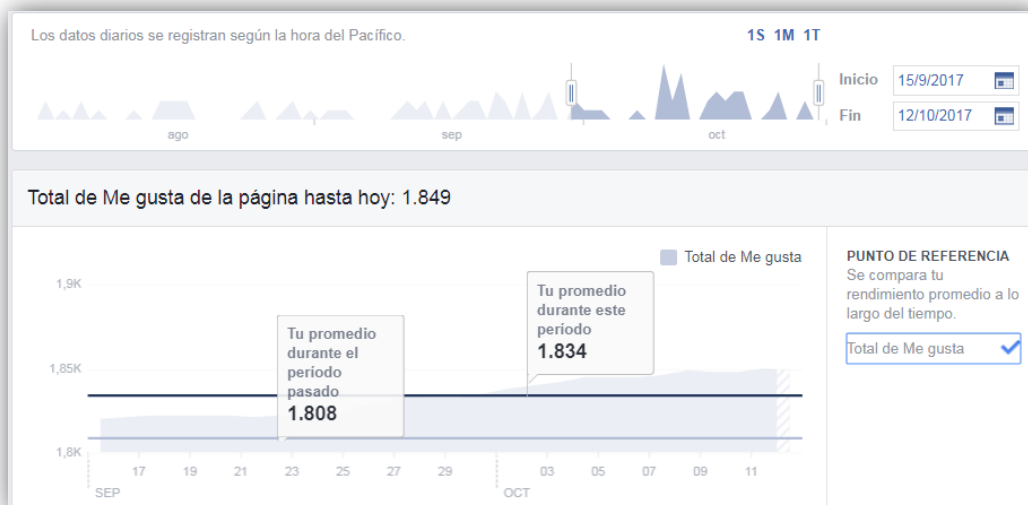 Los datos diarios se registran según la hora del Pacífico.
1S 1M 1T
Inicio 15/9/2017
Fin 12/10/2017
ago sep oct
Total de Me gusta de la página hasta hoy: 1.849
Total de Me gusta
1,9K
1,85K
1,8K
Tu promedio
durante el
período
pasado
1.808
Tu promedio
durante este
período
1.834
17 19 21 23 25 27 29 03 05 07 09 11
SEP OCT
PUNTO DE REFERENCIA
Se compara tu
rendimiento promedio a lo
largo del tiempo.
Total de Me gusta